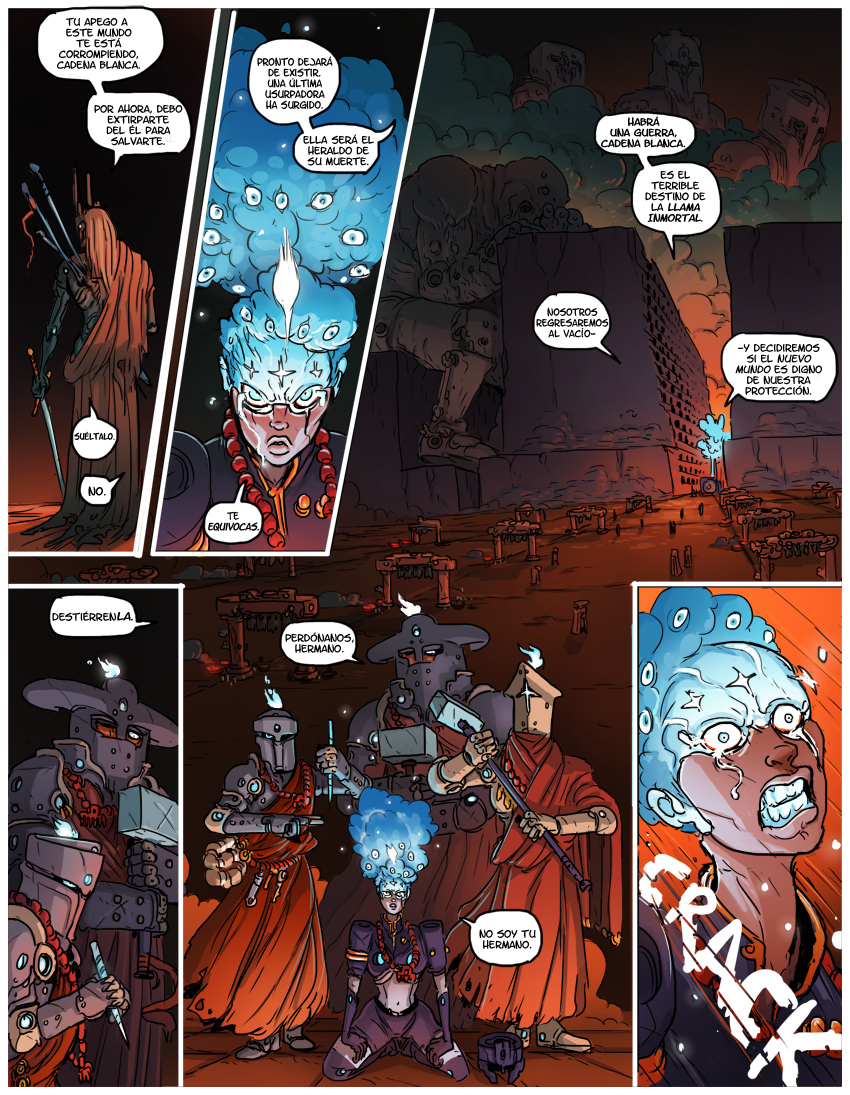 TU APEGO A
ESTE MUNDO
TE ESTÁ
CORROMPIENDO,
CADENA BLANCA.
POR AHORA, DEBO
EXTIRPARTE
DEL ÉL PARA
SALVARTE.
SUÉLTALO.
NO.
PRONTO DEJARÁ
DE EXISTIR.
UNA ÚLTIMA
USURPADORA
HA SURGIDO.
ELLA SERÁ EL
HERALDO DE
SU MUERTE.
TE
EQUIVOCAS.
HABRÁ
UNA GUERRA,
CADENA BLANCA.
ES EL
TERRIBLE
DESTINO DE
LA LLAMA
INMORTAL.
NOSOTROS
REGRESAREMOS
AL VACÍO-
-Y DECIDIREMOS
SI EL NUEVO
MUNDO ES DIGNO
DE NUESTRA
PROTECCIÓN.
DESTIÉRRENLA.
PERDÓNANOS,
HERMANO.
NO SOY TU
HERMANO.
CRACK